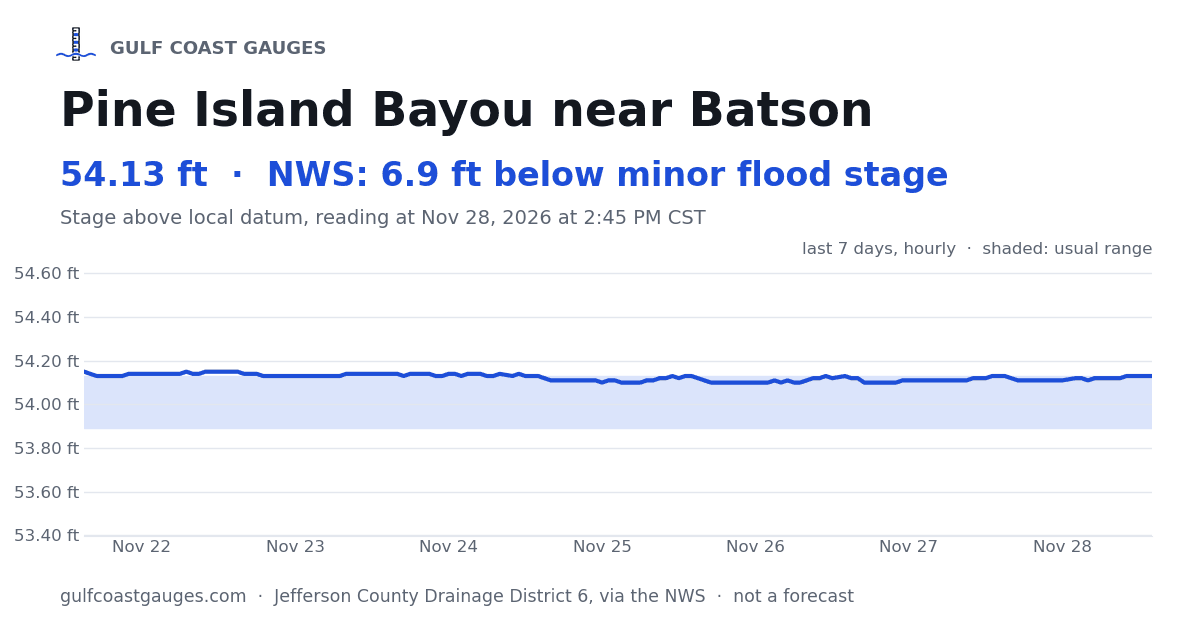 GULF COAST GAUGES
Pine Island Bayou near Batson
54.13 ft · NWS: 6.9 ft below minor flood stage
Stage above local datum, reading at Nov 28, 2026 at 2:45 PM CST
last 7 days, hourly · shaded: usual range
54.60 ft
54.40 ft
54.20 ft
54.00 ft
53.80 ft
53.60 ft
53.40 ft
Nov 22 Nov 23 Nov 24 Nov 25 Nov 26 Nov 27 Nov 28
gulfcoastgauges.com · Jefferson County Drainage District 6, via the NWS · not a forecast